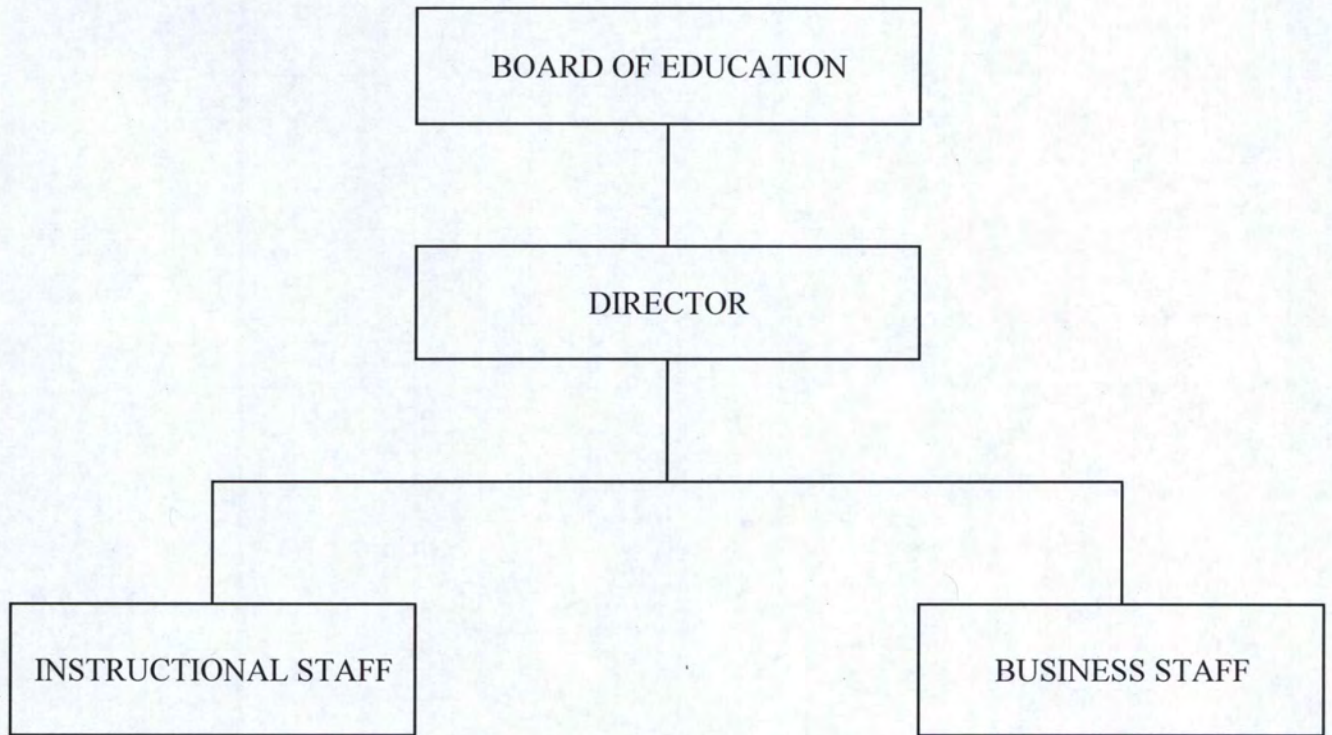 BOARD OF EDUCATION
DIRECTOR
INSTRUCTIONAL STAFF
BUSINESS STAFF